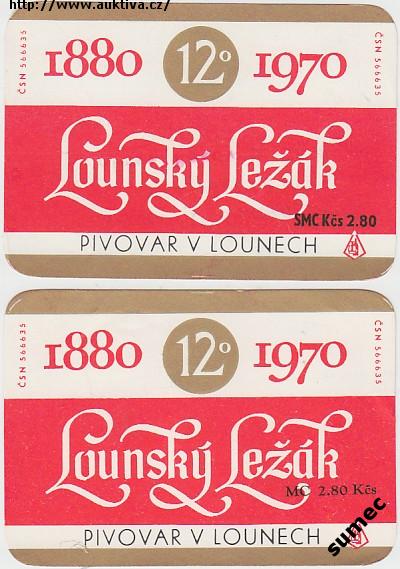 http://www.auktiva.cz/
ČSN 566635
1880 12° 1970
ČSN 566635
Lounský Ležák
SMC Kčs 2.80
PIVOVAR V LOUNECH
ČSN 566635
1880 12° 1970
ČSN 566635
Lounský Ležák
MC 2.80 Kčs
PIVOVAR V LOUNECH
sumec